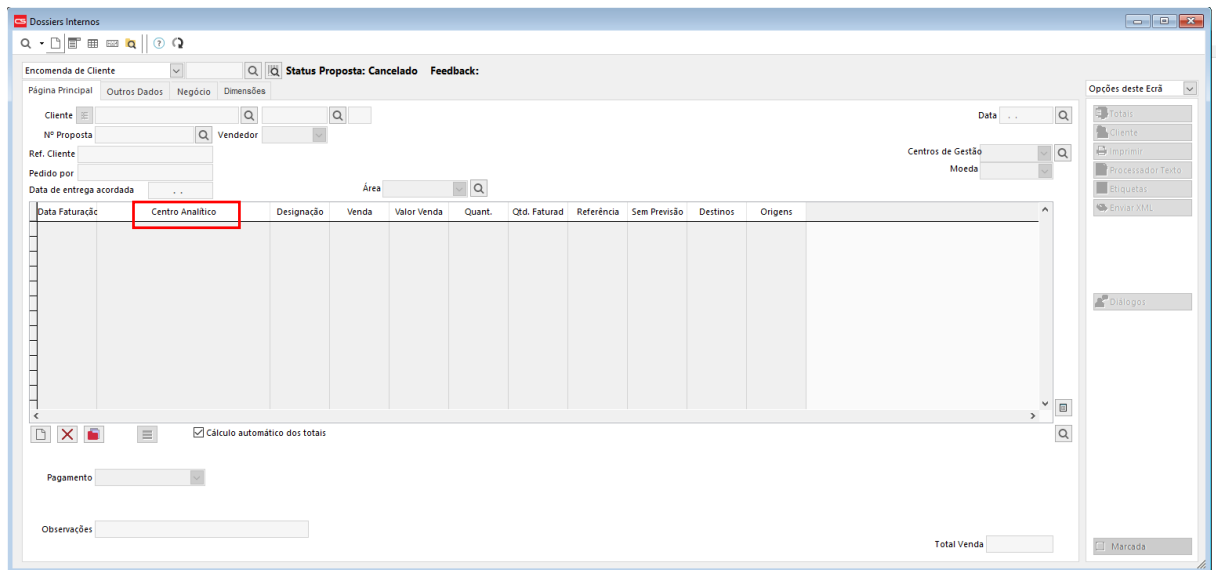 CS Dossiers Internos
Encomenda de Cliente Status Proposta: Cancelado Feedback:
Página Principal Outros Dados Negócio Dimensões
Opções deste Ecrã
Cliente
Data . .
Totais
Nº Proposta
Vendedor
Cliente
Ref. Cliente
Centros de Gestão
Imprimir
Pedido por
Moeda
Processador Texto
Data de entrega acordada . .
Área
Etiquetas
Data Faturação Centro Analítico Designação Venda Valor Venda Quant. Qtd. Faturad Referência Sem Previsão Destinos Origens
Enviar XML
Diálogos
Cálculo automático dos totais
Pagamento
Observações
Total Venda
Marcada